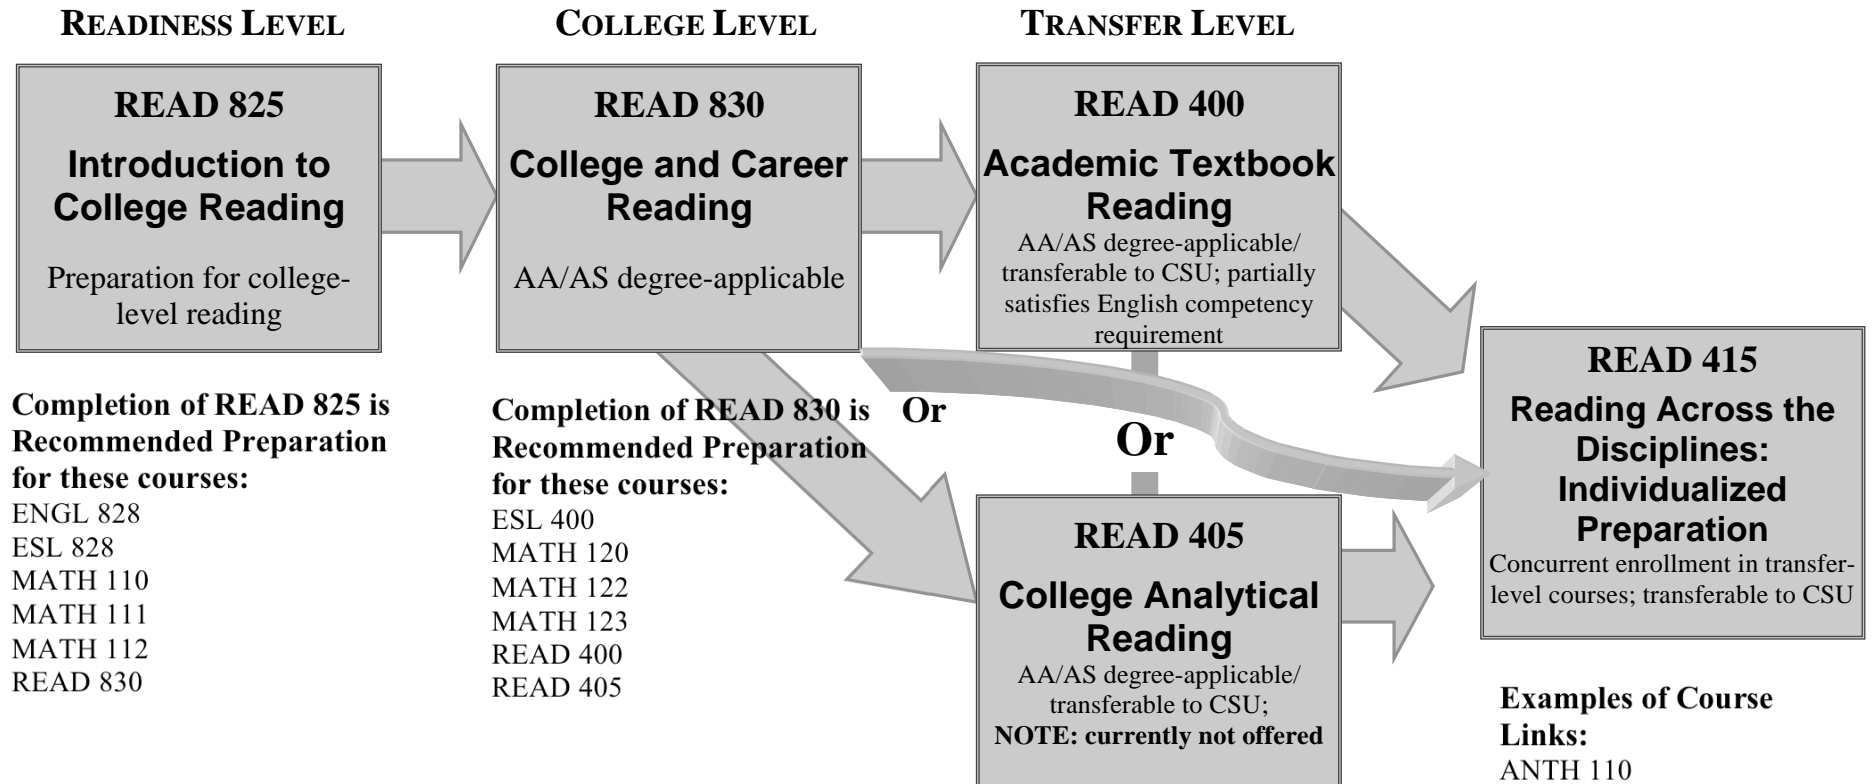 READINESS LEVEL
COLLEGE LEVEL
TRANSFER LEVEL
READ 825
Introduction to
College Reading
Preparation for college-
level reading
READ 830
College and Career
Reading
AA/AS degree-applicable
READ 400
Academic Textbook
Reading
AA/AS degree-applicable/
transferable to CSU; partially
satisfies English competency
requirement
Completion of READ 825 is
Recommended Preparation
for these courses:
ENGL 828
ESL 828
MATH 110
MATH 111
MATH 112
READ 830
Completion of READ 830 is
Recommended Preparation
for these courses:
ESL 400
MATH 120
MATH 122
MATH 123
READ 400
READ 405
Or
Or
READ 405
College Analytical
Reading
AA/AS degree-applicable/
transferable to CSU;
NOTE: currently not offered
READ 415
Reading Across the
Disciplines:
Individualized
Preparation
Concurrent enrollment in transfer-
level courses; transferable to CSU
Examples of Course
Links:
ANTH 110